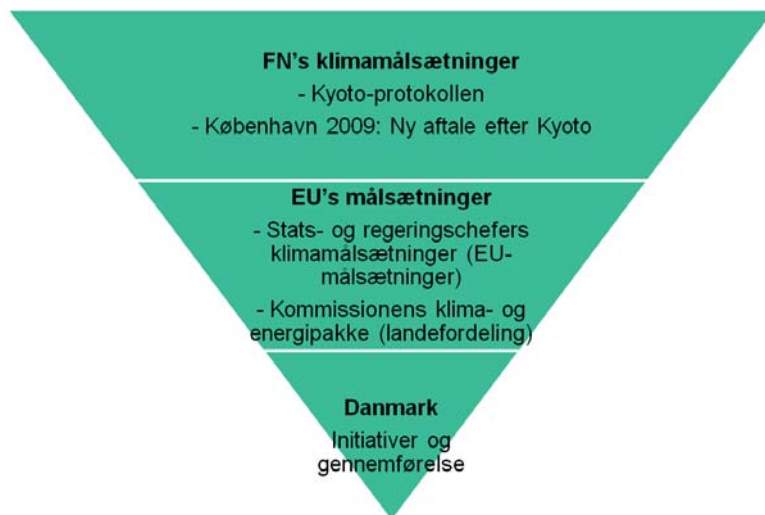 FN's klimamålsætninger
- Kyoto-protokollen
- København 2009: Ny aftale efter Kyoto
EU's målsætninger
- Stats- og regeringschefers
klimamålsætninger (EU-
målsætninger)
- Kommissionens klima- og
energipakke (landefordeling)
Danmark
Initiativer og
gennemførelse